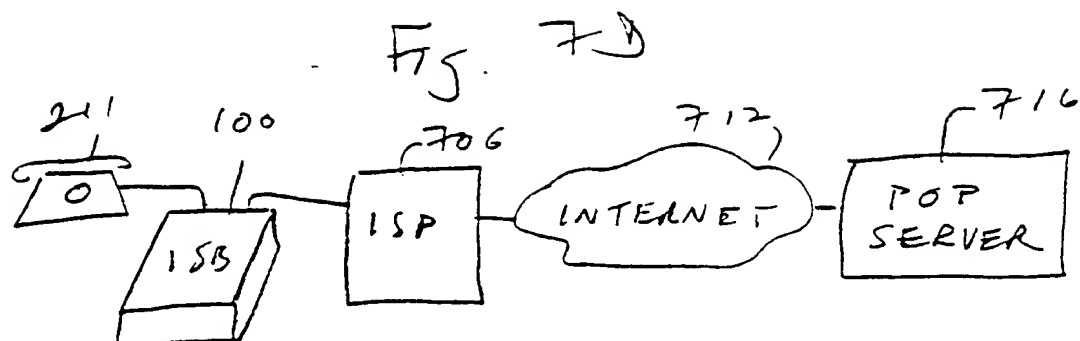 Fig. 7D
211
100
706
712
716
ISB
ISP
INTERNET
POP
SERVER